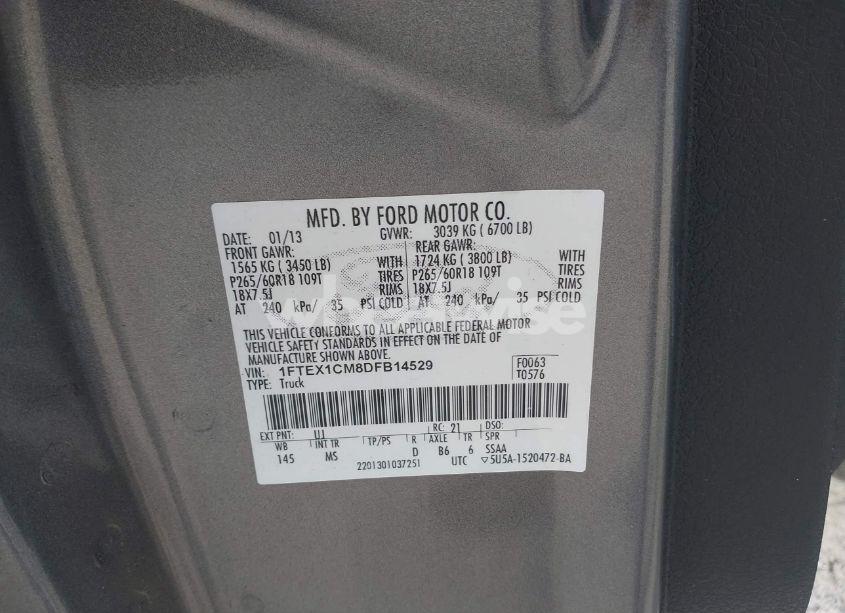 MFD. BY FORD MOTOR CO.
DATE: 01/13 GVWR: 3039 KG ( 6700 LB)
FRONT GAWR: REAR GAWR:
1565 KG ( 3450 LB) WITH 1724 KG ( 3800 LB) WITH
P265/60R18 109T TIRES P265/60R18 109T TIRES
18X7.5J RIMS 18X7.5J RIMS
AT 240 kPa/ 35 PSI COLD AT 240 kPa/ 35 PSI COLD
THIS VEHICLE CONFORMS TO ALL APPLICABLE FEDERAL MOTOR
VEHICLE SAFETY STANDARDS IN EFFECT ON THE DATE OF
MANUFACTURE SHOWN ABOVE.
VIN: 1FTEX1CM8DFB14529 F0063
TYPE: Truck T0576
EXT PNT: UJ RC: 21 DSO:
WB INT TR TP/PS R AXLE TR SPR
145 MS D B6 6 SSAA
2201301037251 UTC ▽5U5A-1520472-BA